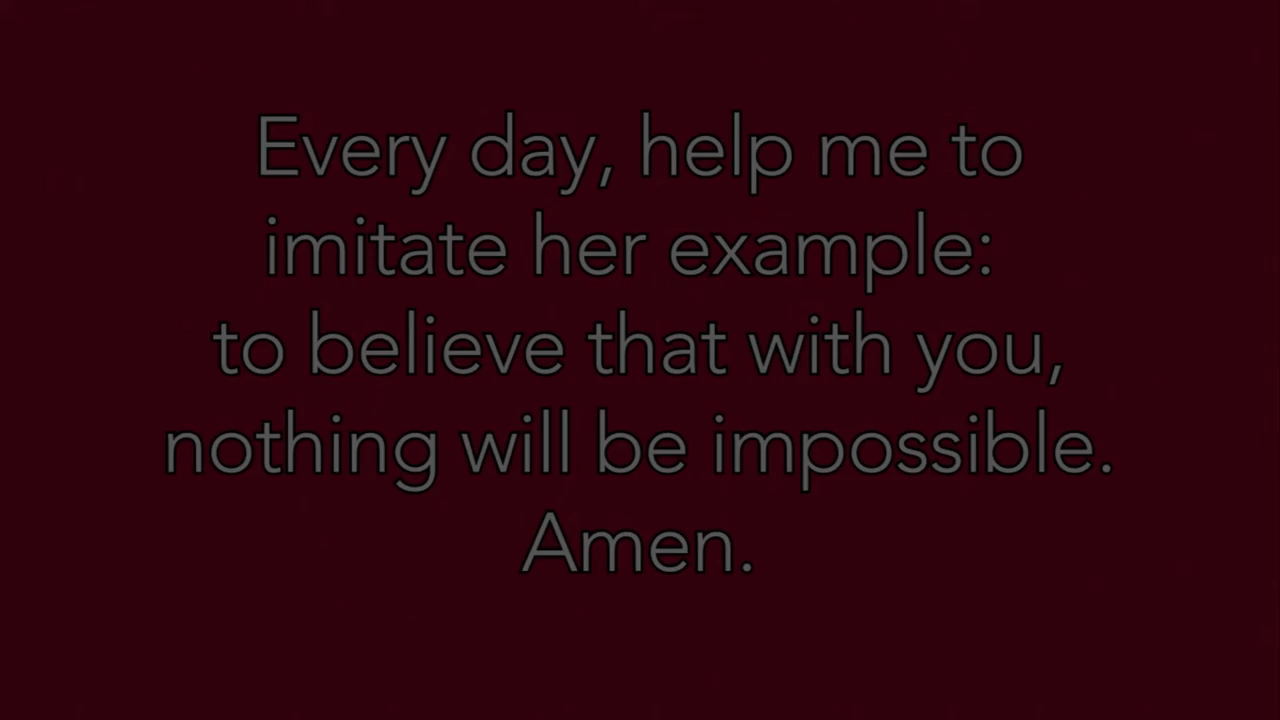 Every day, help me to
imitate her example:
to believe that with you,
nothing will be impossible.
Amen.